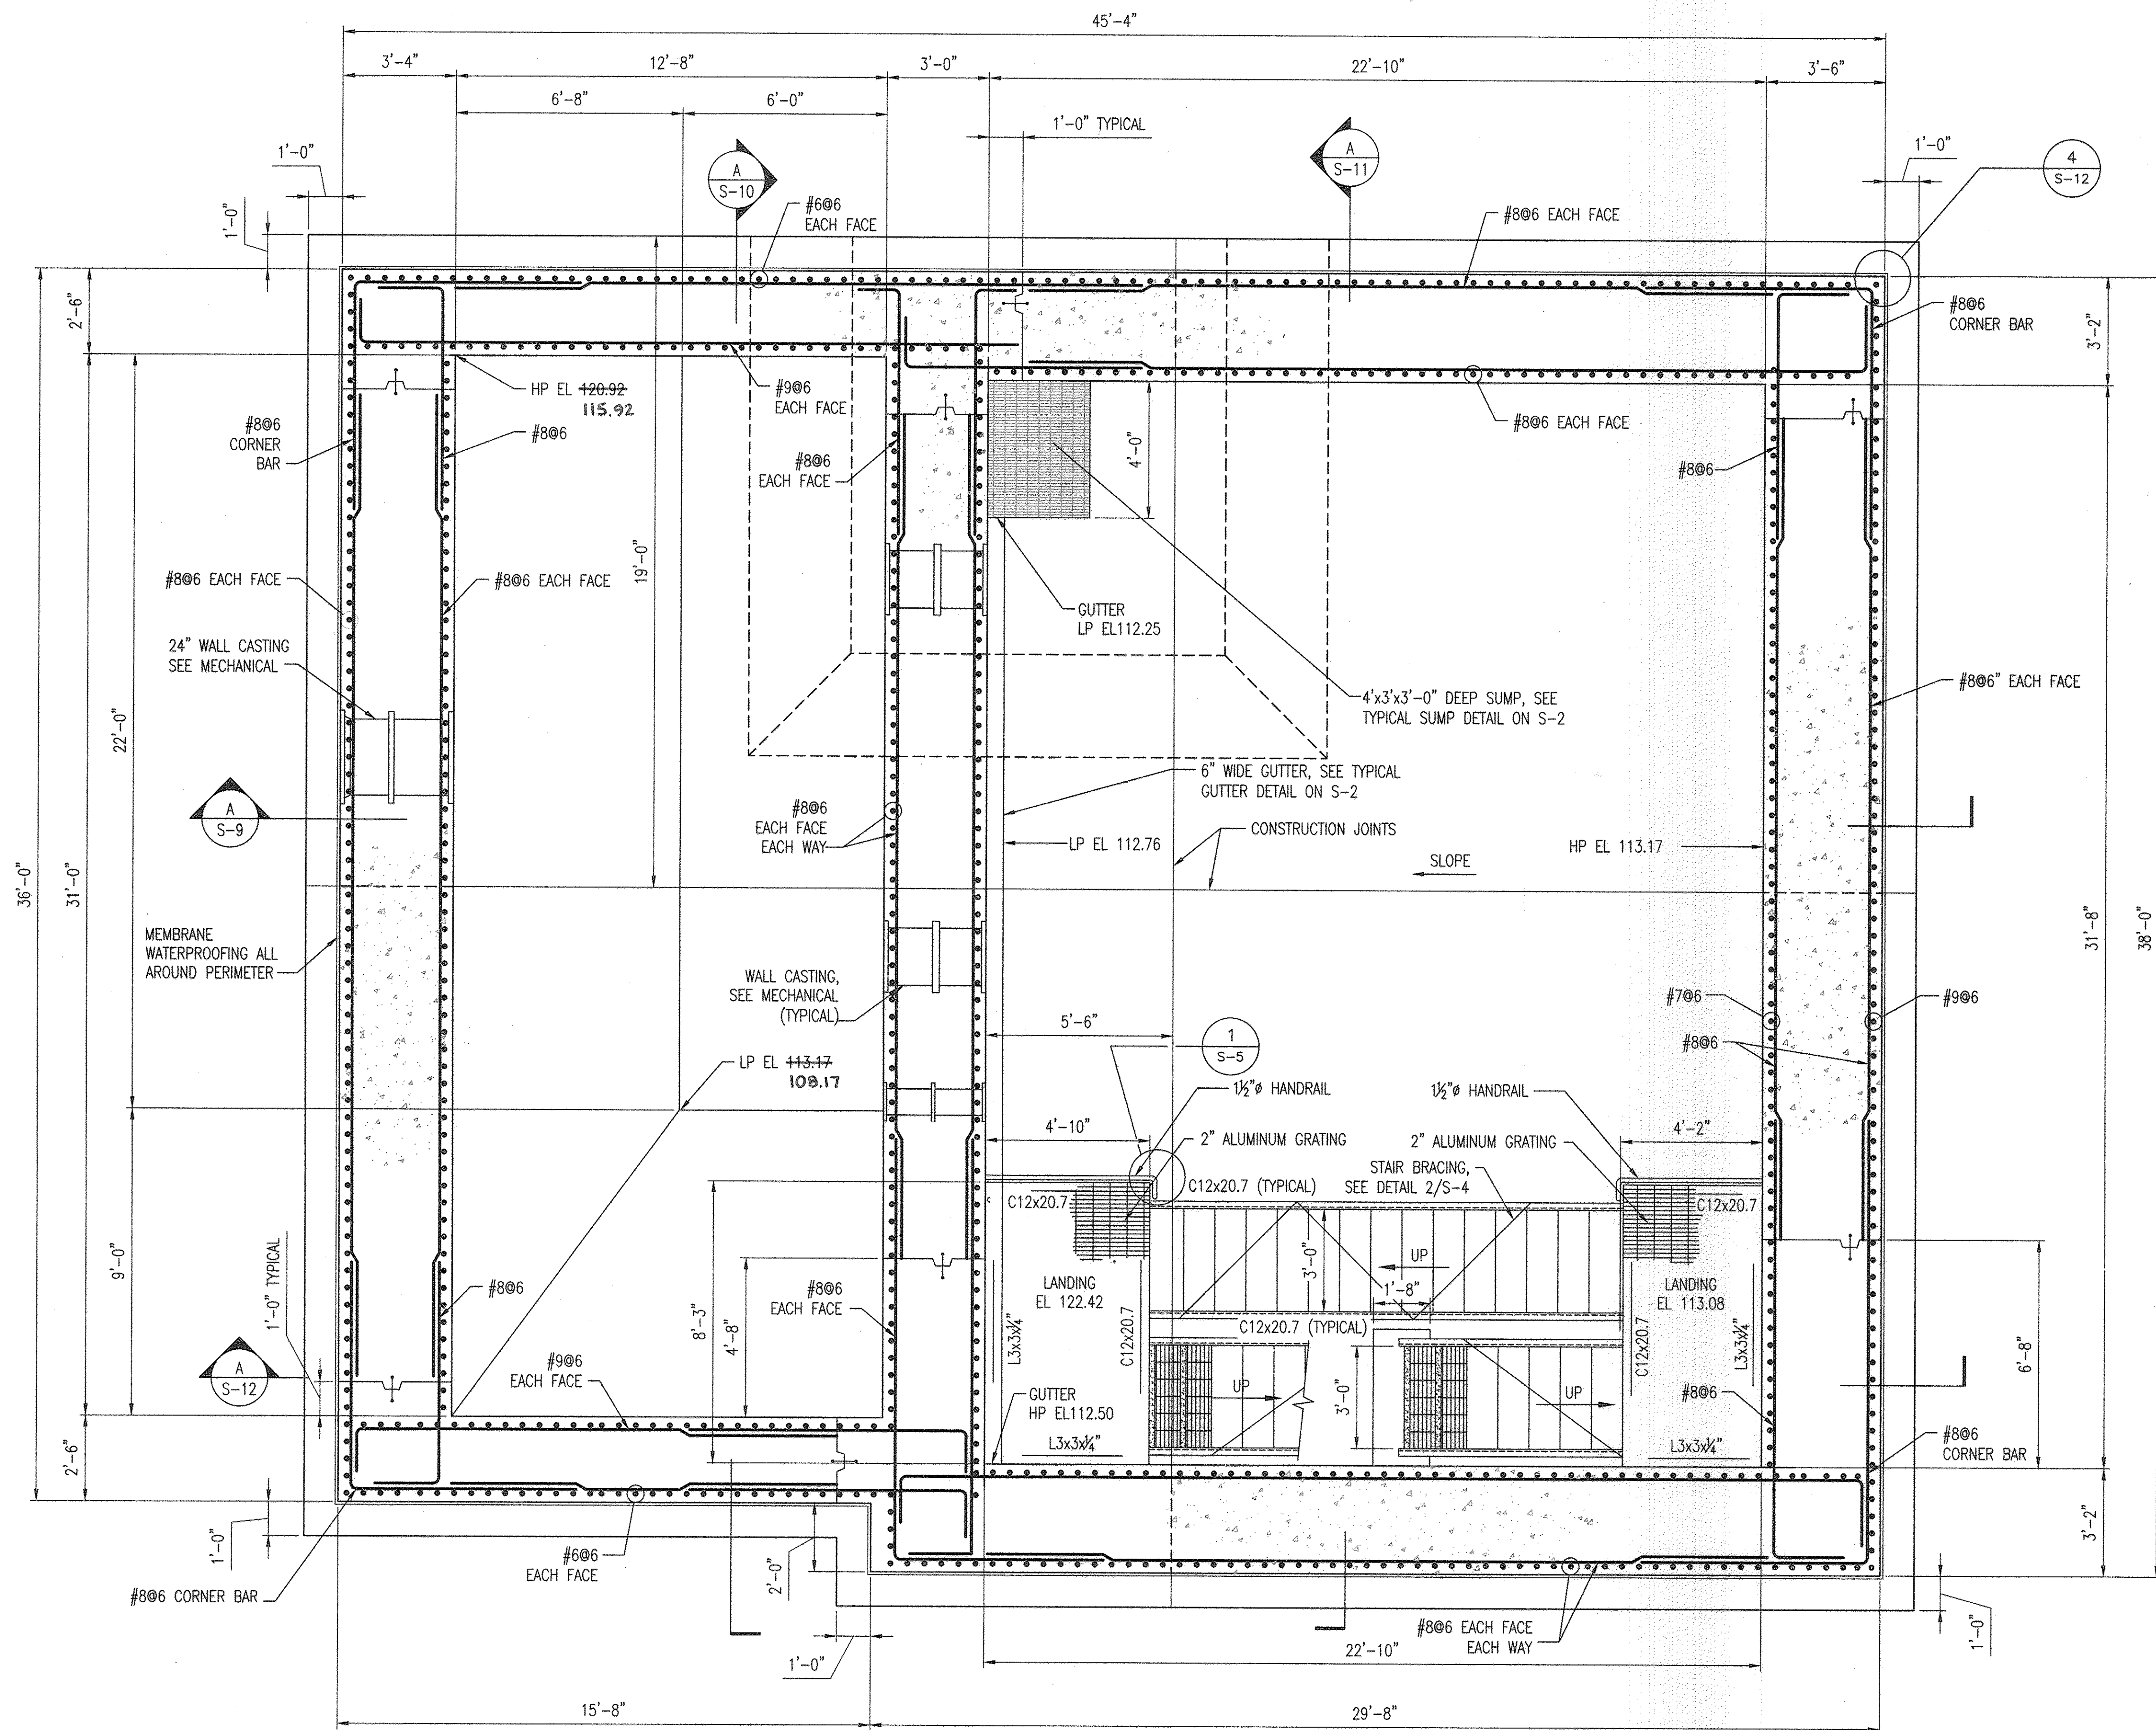 45'-4"
3'-4"
12'-8"
3'-0"
22'-10"
3'-6"
6'-8"
6'-0"
1'-0" TYPICAL
1'-0"
A
S-10
A
S-11
1'-0"
4
S-12
1'-0"
#6@6
EACH FACE
#8@6 EACH FACE
2'-6"
#8@6
CORNER BAR
3'-2"
HP EL 120.92
115.92
#9@6
EACH FACE
#8@6
CORNER
BAR
#8@6
#8@6 EACH FACE
#8@6
EACH FACE
4'-0"
#8@6
19'-0"
#8@6 EACH FACE
#8@6 EACH FACE
GUTTER
LP EL112.25
24" WALL CASTING
SEE MECHANICAL
#8@6" EACH FACE
4'x3'x3'-0" DEEP SUMP, SEE
TYPICAL SUMP DETAIL ON S-2
22'-0"
6" WIDE GUTTER, SEE TYPICAL
GUTTER DETAIL ON S-2
A
S-9
#8@6
EACH FACE
EACH WAY
CONSTRUCTION JOINTS
LP EL 112.76
HP EL 113.17
SLOPE
36'-0"
31'-0"
31'-8"
38'-0"
MEMBRANE
WATERPROOFING ALL
AROUND PERIMETER
WALL CASTING,
SEE MECHANICAL
(TYPICAL)
#7@6
#9@6
5'-6"
1
S-5
#8@6
LP EL 113.17
108.17
1½"ø HANDRAIL
1½"ø HANDRAIL
4'-10"
2" ALUMINUM GRATING
2" ALUMINUM GRATING
4'-2"
STAIR BRACING,
SEE DETAIL 2/S-4
C12x20.7 (TYPICAL)
C12x20.7
C12x20.7
9'-0"
1'-0" TYPICAL
#8@6
#8@6
EACH FACE
8'-3"
4'-8"
LANDING
EL 122.42
3'-0"
UP
1'-8"
LANDING
EL 113.08
L3x3x¼"
C12x20.7
C12x20.7 (TYPICAL)
C12x20.7
L3x3x¼"
6'-8"
A
S-12
#9@6
EACH FACE
UP
3'-0"
UP
#8@6
GUTTER
HP EL112.50
L3x3x¼"
L3x3x¼"
#8@6
CORNER BAR
2'-6"
1'-0"
#6@6
EACH FACE
2'-0"
3'-2"
#8@6 CORNER BAR
#8@6 EACH FACE
EACH WAY
1'-0"
1'-0"
22'-10"
15'-8"
29'-8"